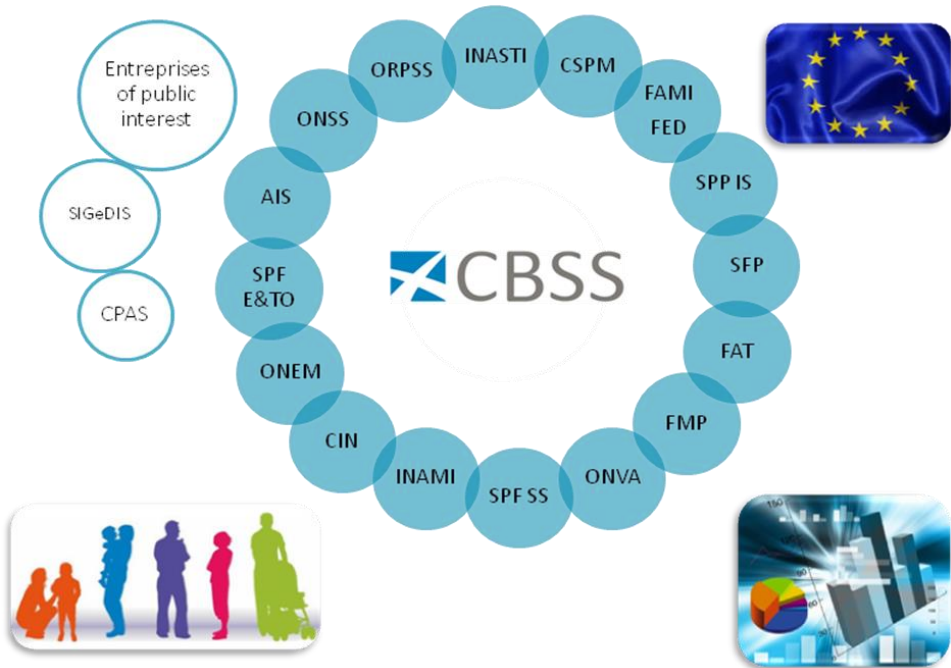 Entreprises
of public
interest
SIGeDIS
CPAS
INASTI
CSPM
FAMI
FED
SPP IS
SFP
FAT
FMP
ONVA
SPF SS
INAMI
CIN
ONEM
SPF
E&TO
AIS
ONSS
ORPSS
CBSS
150